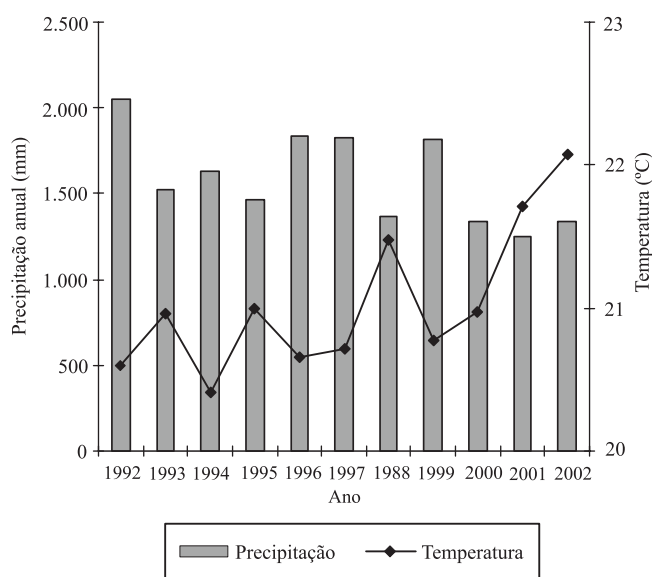 2.500
2.000
1.500
1.000
500
0
Precipitação anual (mm)
23
22
21
20
Temperatura (ºC)
1992 1993 1994 1995 1996 1997 1988 1999 2000 2001 2002
Ano
Precipitação Temperatura